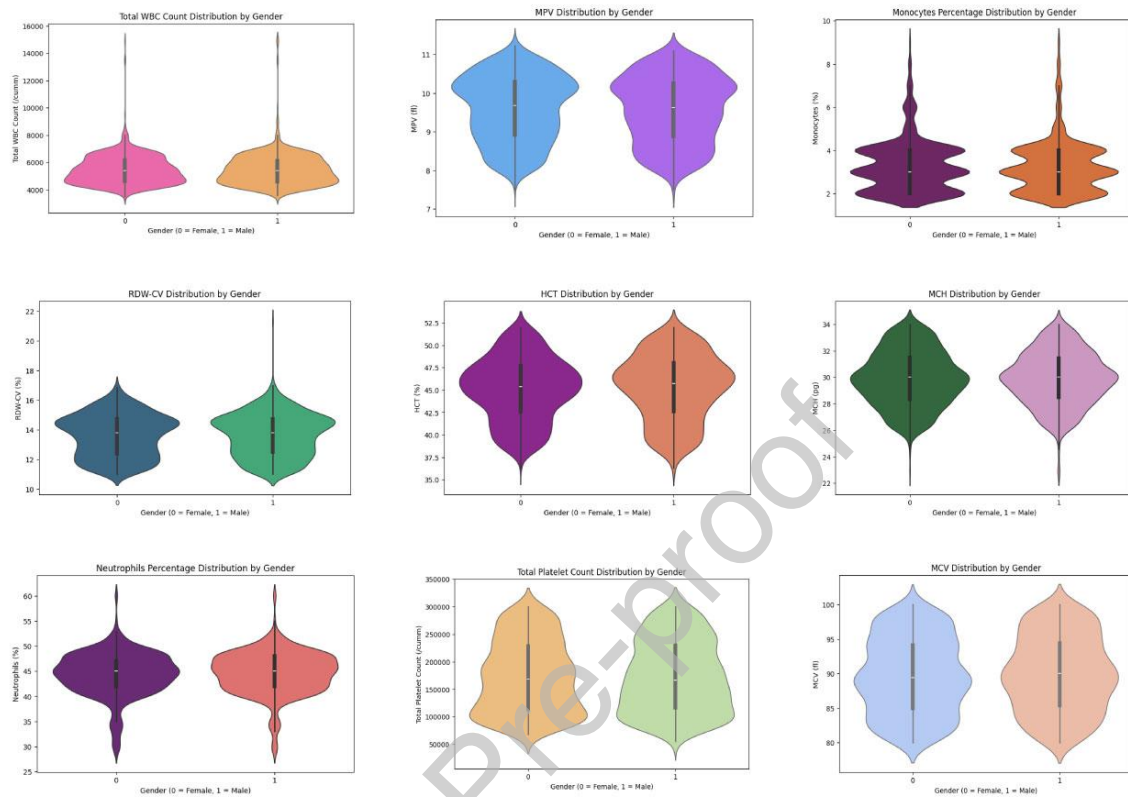 Total WBC Count Distribution by Gender
16000
14000
12000
10000
8000
6000
4000
Total WBC Count (/cumm)
0
1
Gender (0 = Female, 1 = Male)
MPV Distribution by Gender
11
10
9
8
7
MPV (fl)
0
1
Gender (0 = Female, 1 = Male)
Monocytes Percentage Distribution by Gender
10
8
6
4
2
Monocytes (%)
0
1
Gender (0 = Female, 1 = Male)
RDW-CV Distribution by Gender
22
20
18
16
14
12
10
RDW-CV (%)
0
1
Gender (0 = Female, 1 = Male)
HCT Distribution by Gender
52.5
50.0
47.5
45.0
42.5
40.0
37.5
35.0
HCT (%)
0
1
Gender (0 = Female, 1 = Male)
MCH Distribution by Gender
34
32
30
28
26
24
22
MCH (pg)
0
1
Gender (0 = Female, 1 = Male)
Neutrophils Percentage Distribution by Gender
60
55
50
45
40
35
30
25
Neutrophils (%)
0
1
Gender (0 = Female, 1 = Male)
Total Platelet Count Distribution by Gender
350000
300000
250000
200000
150000
100000
50000
Total Platelet Count (/cumm)
0
1
Gender (0 = Female, 1 = Male)
MCV Distribution by Gender
100
95
90
85
80
MCV (fl)
0
1
Gender (0 = Female, 1 = Male)
Pre-proof